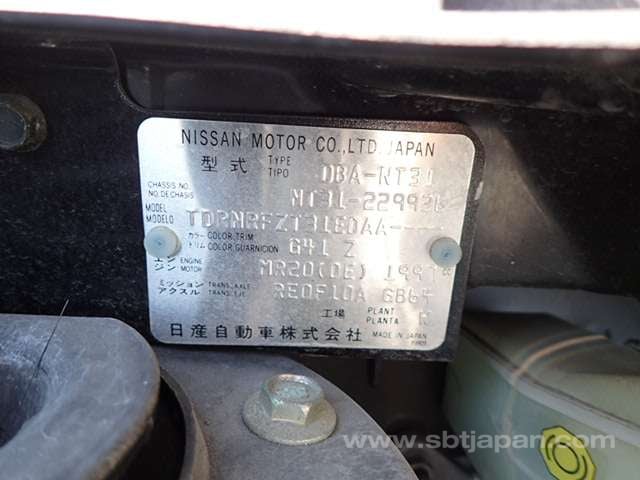 NISSAN MOTOR CO.,LTD. JAPAN
型式 TYPE TIPO DBA-NT31
CHASSIS NO. NO.DE CHASIS NT31-229926
MODEL MODELO TDRNRFZT31EDAA----
カラー COLOR TRIM
トリム COLOR GUARNICION G41 Z
エンジン ENGINE MOTOR MR20(DE) 1997
ミッション TRANS. AXLE
アクスル TRANS. EJE RE0F10A GB64
工場 PLANT PLANTA K
日産自動車株式会社 MADE IN JAPAN
www.sbtjapan.com